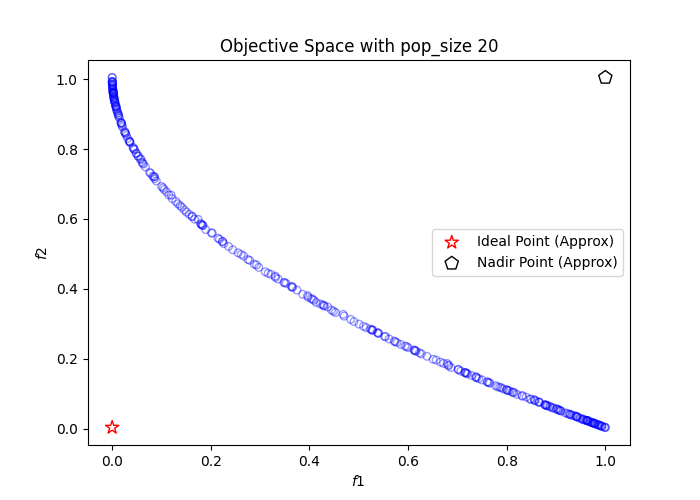 Objective Space with pop_size 20
f2
1.0
0.8
0.6
0.4
0.2
0.0
Ideal Point (Approx)
Nadir Point (Approx)
0.0 0.2 0.4 0.6 0.8 1.0
f1